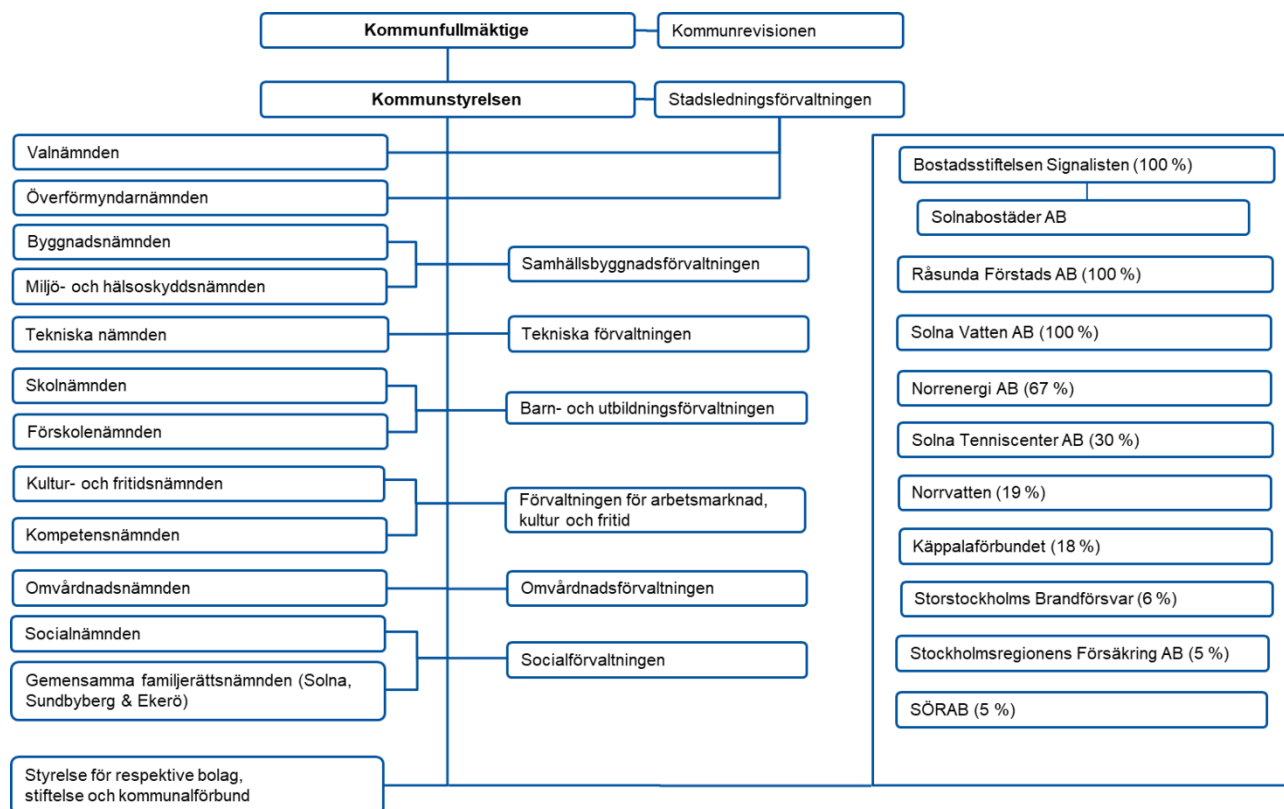 Kommunfullmäktige
Kommunrevisionen
Kommunstyrelsen
Stadsledningsförvaltningen
Valnämnden
Överförmyndarnämnden
Byggnadsnämnden
Miljö- och hälsoskyddsnämnden
Samhällsbyggnadsförvaltningen
Tekniska nämnden
Tekniska förvaltningen
Skolnämnden
Förskolenämnden
Barn- och utbildningsförvaltningen
Kultur- och fritidsnämnden
Kompetensnämnden
Förvaltningen för arbetsmarknad,
kultur och fritid
Omvårdnadsnämnden
Omvårdnadsförvaltningen
Socialnämnden
Gemensamma familjerättsnämnden (Solna,
Sundbyberg & Ekerö)
Socialförvaltningen
Styrelse för respektive bolag,
stiftelse och kommunalförbund
Bostadsstiftelsen Signalisten (100 %)
Solnabostäder AB
Råsunda Förstads AB (100 %)
Solna Vatten AB (100 %)
Norrenergi AB (67 %)
Solna Tenniscenter AB (30 %)
Norrvatten (19 %)
Käppalaförbundet (18 %)
Storstockholms Brandförsvar (6 %)
Stockholmsregionens Försäkring AB (5 %)
SÖRAB (5 %)